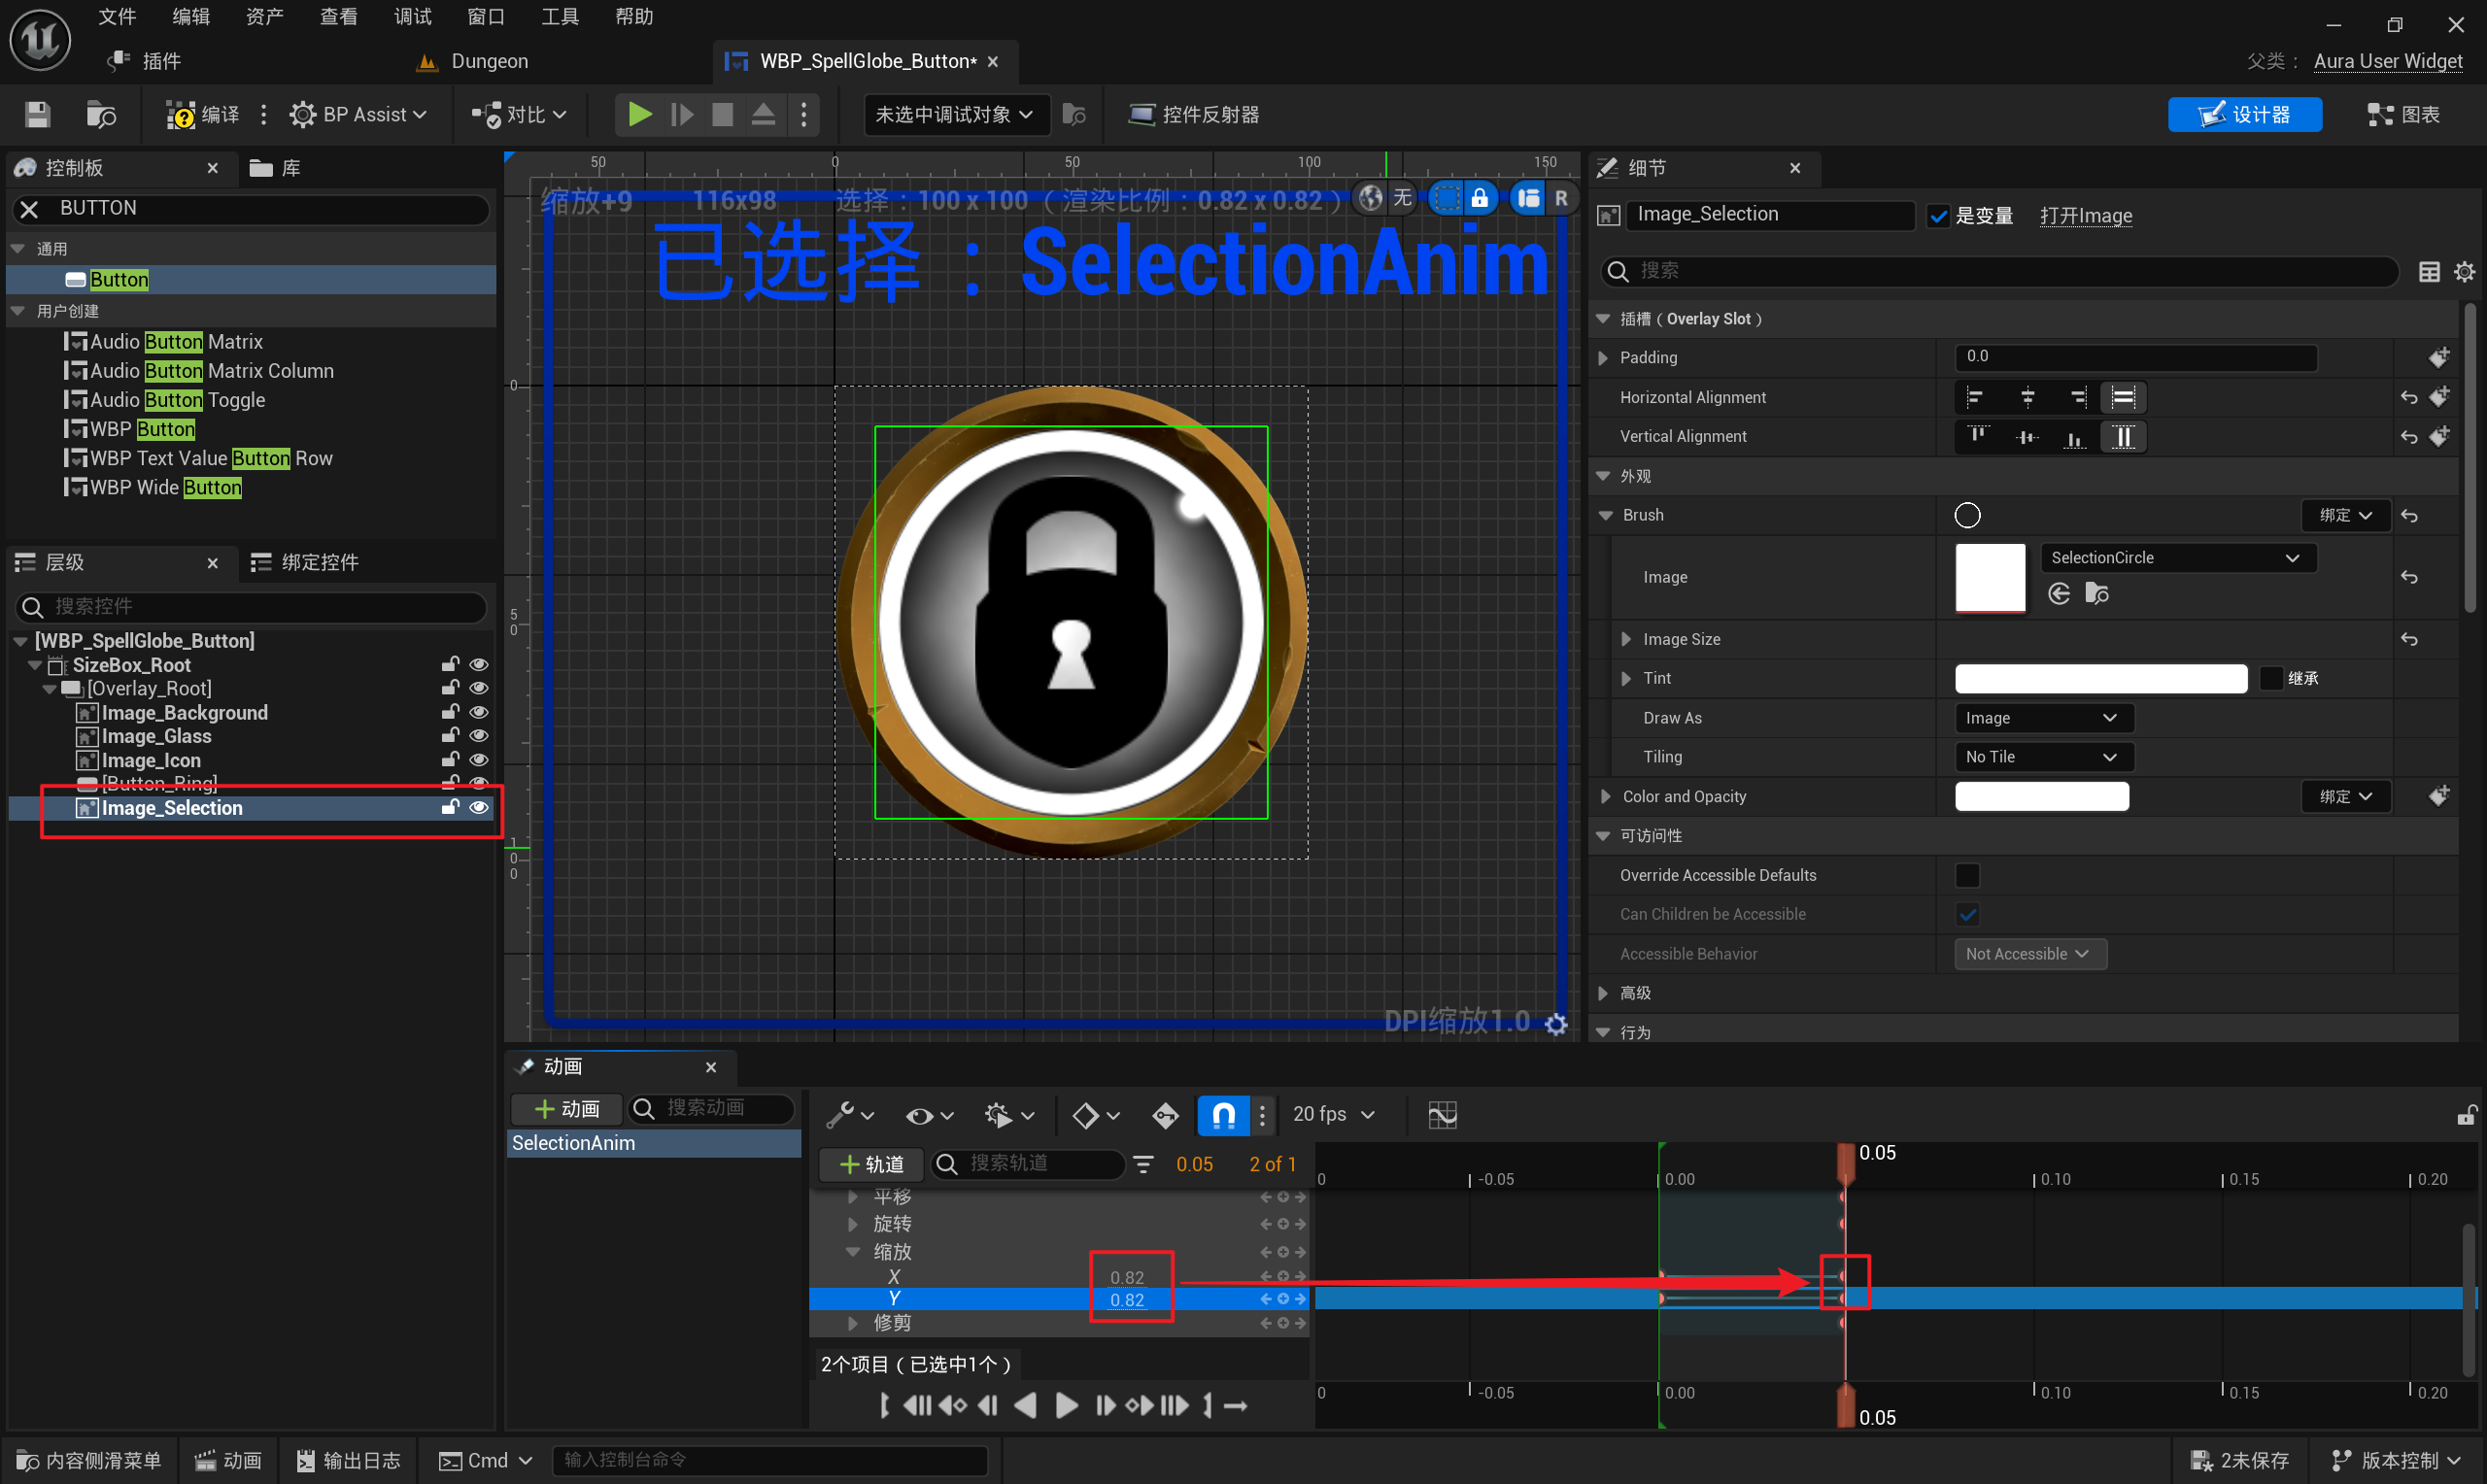 文件 编辑 资产 查看 调试 窗口 工具 帮助
插件 Dungeon WBP_SpellGlobe_Button* 父类： Aura User Widget
编译 BP Assist 对比 未选中调试对象 控件反射器 设计器 图表
控制板 库
BUTTON
通用
Button
用户创建
Audio Button Matrix
Audio Button Matrix Column
Audio Button Toggle
WBP Button
WBP Text Value Button Row
WBP Wide Button
层级 绑定控件
搜索控件
[WBP_SpellGlobe_Button]
SizeBox_Root
[Overlay_Root]
Image_Background
Image_Glass
Image_Icon
[Button_Ring]
Image_Selection
50 0 50 100 150
缩放+9 116x98 选择：100 x 100（渲染比例：0.82 x 0.82） 无 R
已选择：SelectionAnim
0
50
100
DPI缩放1.0
细节
Image_Selection 是变量 打开Image
搜索
插槽（Overlay Slot）
Padding 0.0
Horizontal Alignment
Vertical Alignment
外观
Brush 绑定
Image SelectionCircle
Image Size
Tint 继承
Draw As Image
Tiling No Tile
Color and Opacity 绑定
可访问性
Override Accessible Defaults
Can Children be Accessible
Accessible Behavior Not Accessible
高级
行为
动画
动画 搜索动画 20 fps
SelectionAnim
轨道 搜索轨道 0.05 2 of 1
0.05
0 -0.05 0.00 0.10 0.15 0.20
平移
旋转
缩放
X 0.82
Y 0.82
修剪
2个项目（已选中1个）
0 -0.05 0.00 0.10 0.15 0.20
0.05
内容侧滑菜单 动画 输出日志 Cmd 输入控制台命令 2未保存 版本控制